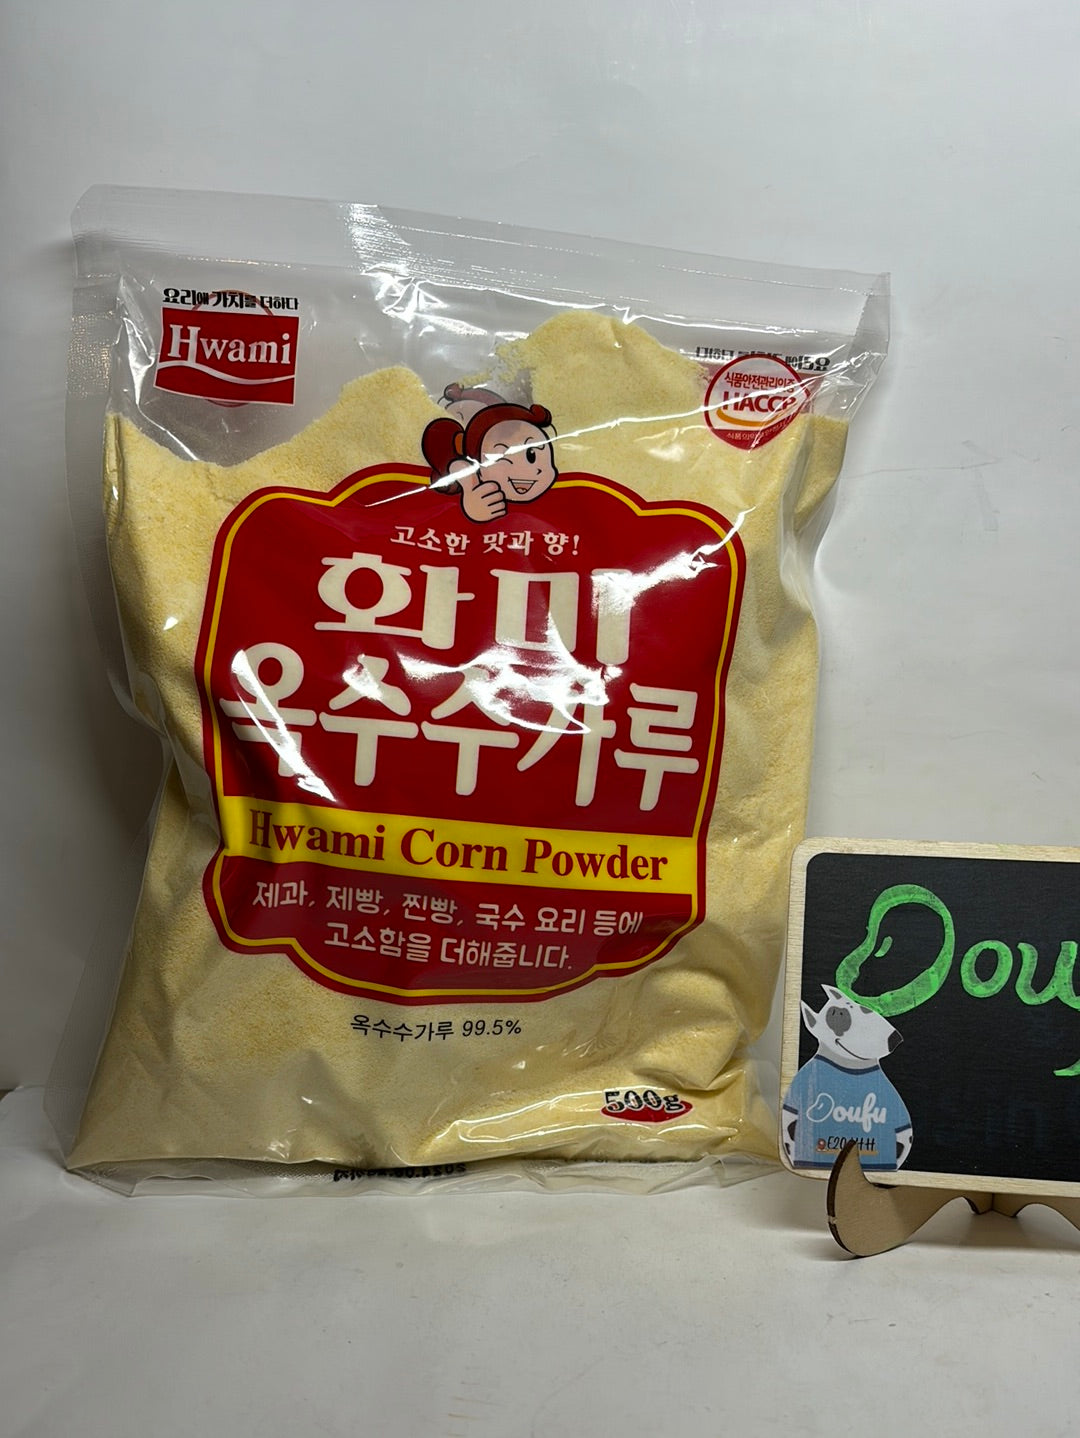 요리에 가치를 더하다
Hwami
식품안전관리인증
HACCP
고소한 맛과 향!
화미
옥수수가루
Hwami Corn Powder
제과, 제빵, 찐빵, 국수 요리 등에
고소함을 더해줍니다.
옥수수가루 99.5%
500g
Doufu